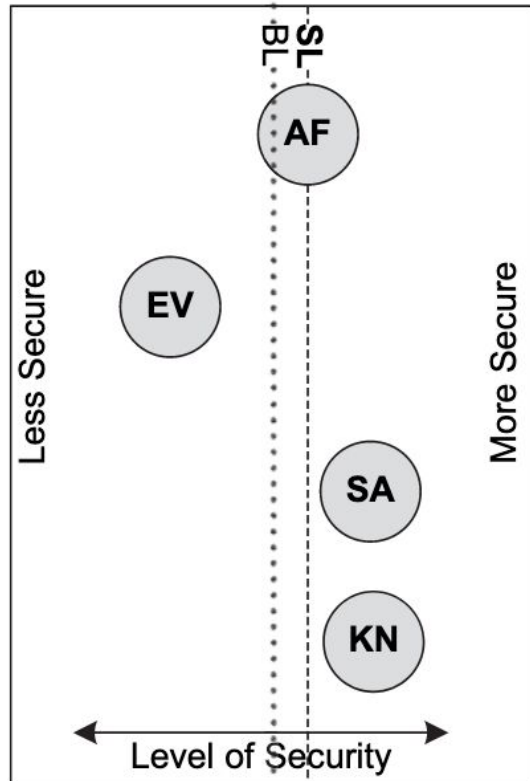 BL
SL
AF
EV
Less Secure
More Secure
SA
KN
Level of Security